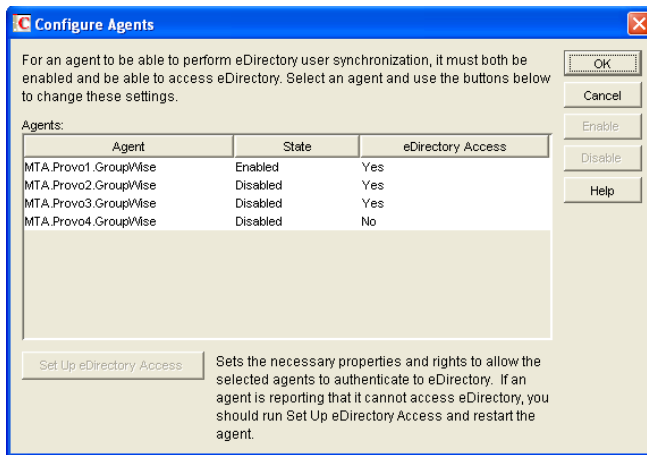 Configure Agents
For an agent to be able to perform eDirectory user synchronization, it must both be
enabled and be able to access eDirectory. Select an agent and use the buttons below
to change these settings.
OK
Cancel
Enable
Disable
Help
Agents:
Agent State eDirectory Access
MTA.Provo1.GroupWise Enabled Yes
MTA.Provo2.GroupWise Disabled Yes
MTA.Provo3.GroupWise Disabled Yes
MTA.Provo4.GroupWise Disabled No
Set Up eDirectory Access
Sets the necessary properties and rights to allow the
selected agents to authenticate to eDirectory. If an
agent is reporting that it cannot access eDirectory, you
should run Set Up eDirectory Access and restart the
agent.